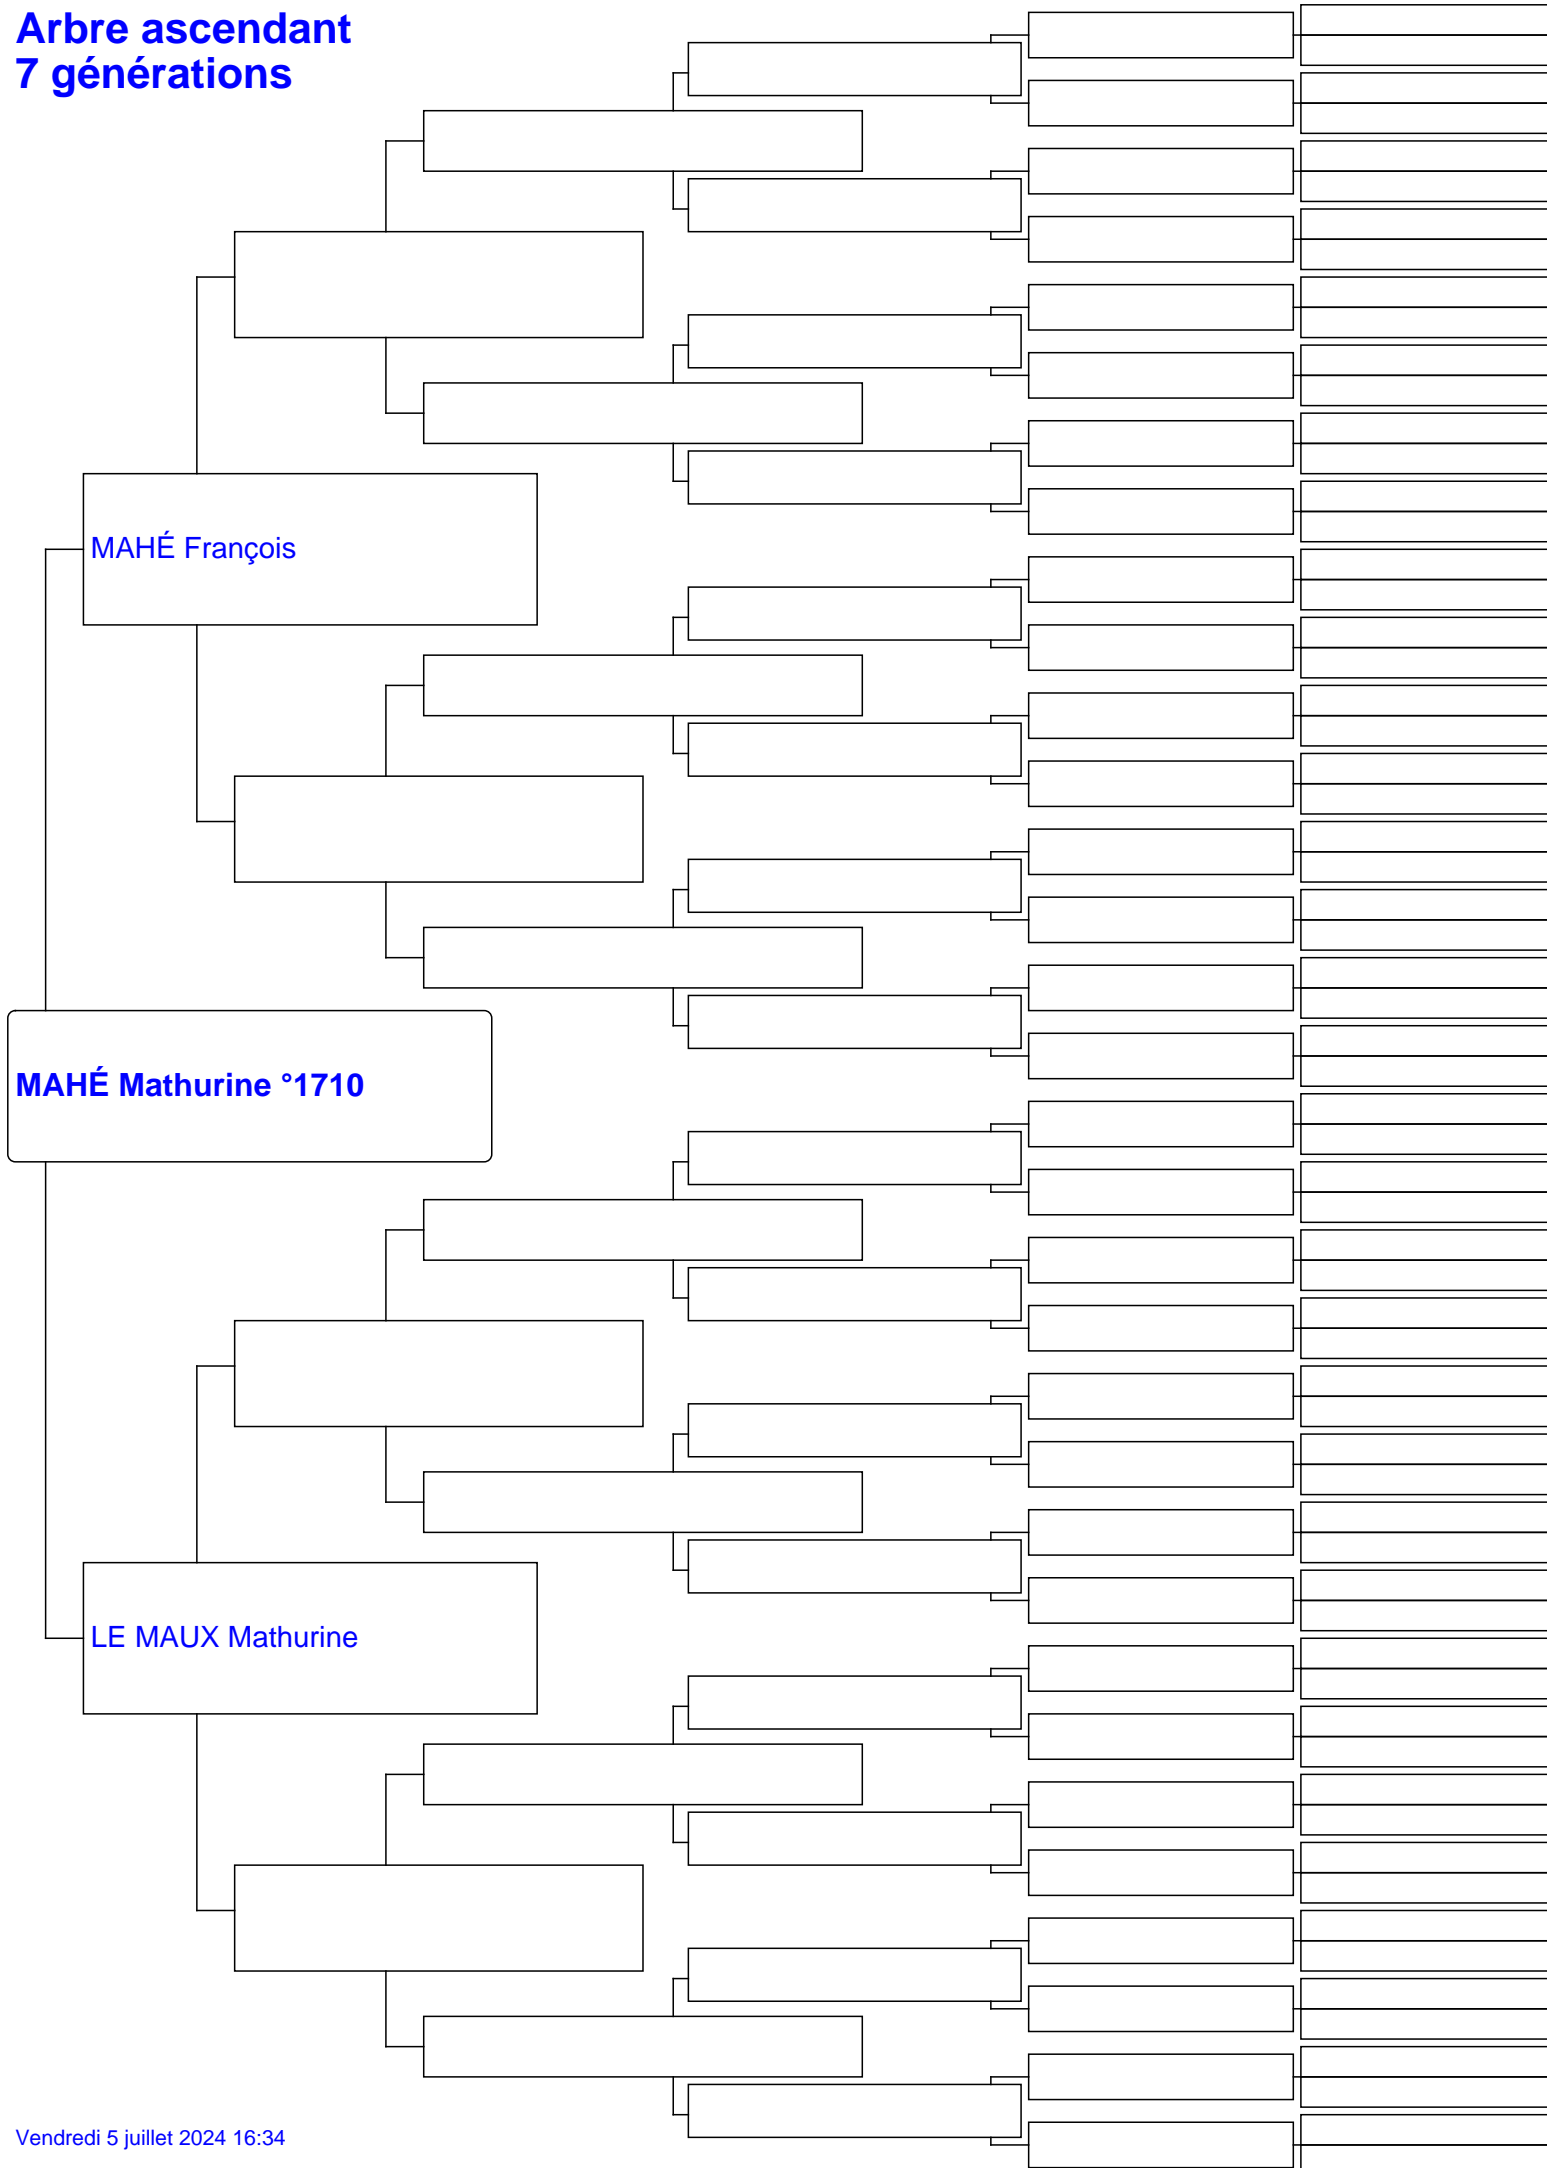 Arbre ascendant
7 générations
MAHÉ François
MAHÉ Mathurine °1710
LE MAUX Mathurine
Vendredi 5 juillet 2024 16:34